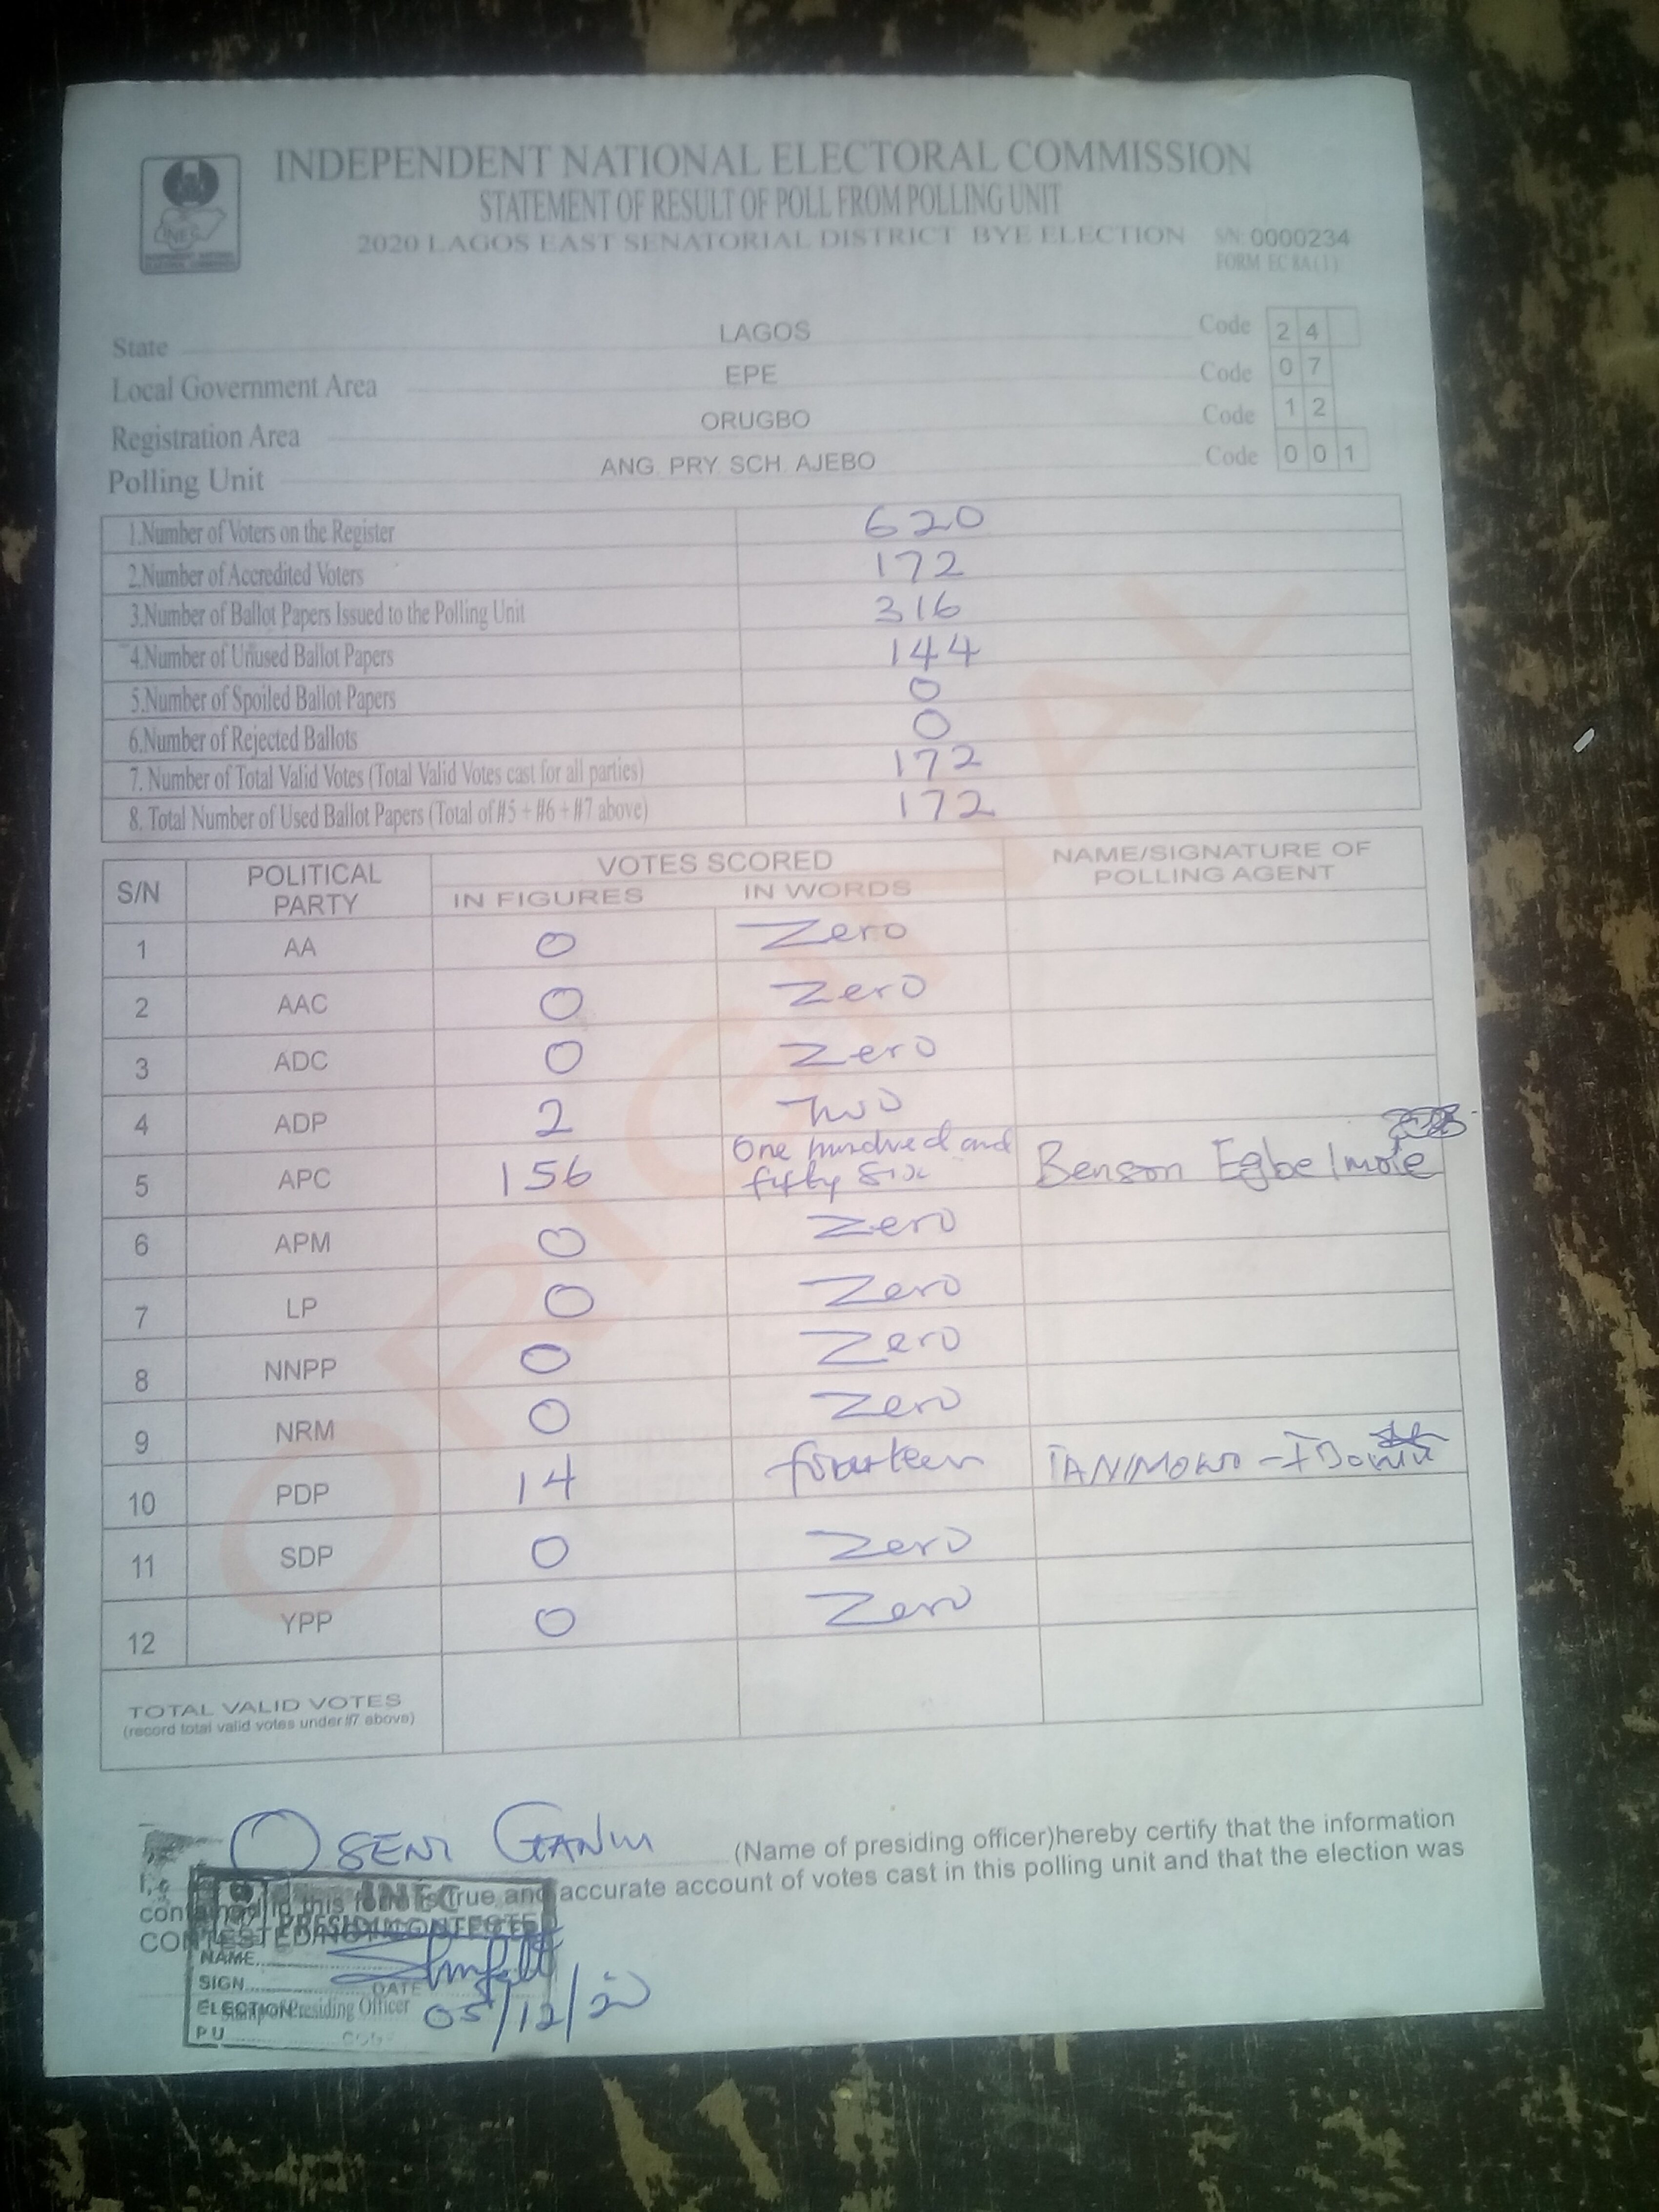 INDEPENDENT NATIONAL ELECTORAL COMMISSION
STATEMENT OF RESULT OF POLL FROM POLLING UNIT
2020 LAGOS EAST SENATORIAL DISTRICT BYE ELECTION S/N: 0000234
FORM EC 8A(1)
INEC
State LAGOS Code 2 4
Local Government Area EPE Code 0 7
Registration Area ORUGBO Code 1 2
Polling Unit ANG. PRY. SCH. AJEBO Code 0 0 1
1.Number of Voters on the Register 620
2.Number of Accredited Voters 172
3.Number of Ballot Papers Issued to the Polling Unit 316
4.Number of Unused Ballot Papers 144
5.Number of Spoiled Ballot Papers 0
6.Number of Rejected Ballots 0
7. Number of Total Valid Votes (Total Valid Votes cast for all parties) 172
8. Total Number of Used Ballot Papers (Total of #5 + #6 + #7 above) 172
S/N POLITICAL PARTY VOTES SCORED NAME/SIGNATURE OF POLLING AGENT
IN FIGURES IN WORDS
1 AA 0 Zero
2 AAC 0 Zero
3 ADC 0 Zero
4 ADP 2 Two
5 APC 156 One hundred and fifty six Benson Egbe
6 APM 0 Zero
7 LP 0 Zero
8 NNPP 0 Zero
9 NRM 0 Zero
10 PDP 14 fourteen
11 SDP 0 Zero
12 YPP 0 Zero
TOTAL VALID VOTES
(record total valid votes under #7 above)
ORIGINAL
I, OSENI GANIU (Name of presiding officer)hereby certify that the information
contained in this form is true and accurate account of votes cast in this polling unit and that the election was
CONTESTED/NOT CONTESTED
INEC
NAME
SIGN DATE
ELECTION Presiding Officer 05/12/20
PU